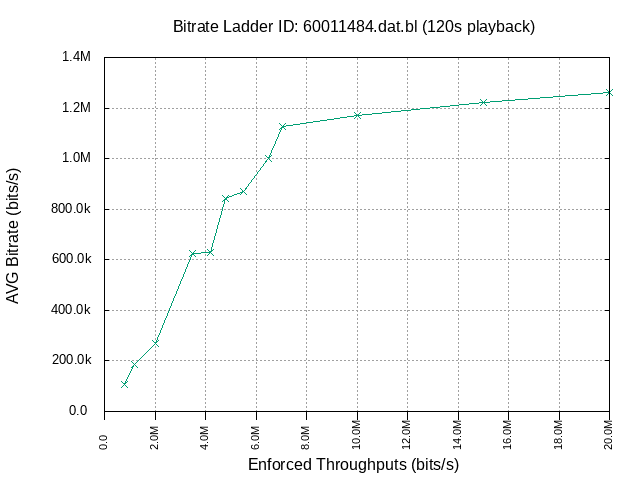 Bitrate Ladder ID: 60011484.dat.bl (120s playback)
1.4M
1.2M
1.0M
800.0k
600.0k
400.0k
200.0k
0.0
AVG Bitrate (bits/s)
0.0
2.0M
4.0M
6.0M
8.0M
10.0M
12.0M
14.0M
16.0M
18.0M
20.0M
Enforced Throughputs (bits/s)